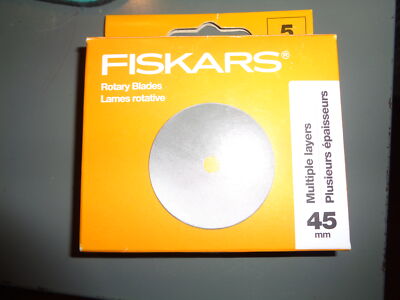 5
FISKARS®
Rotary Blades
Lames rotative
Multiple layers
Plusieurs épaisseurs
45
mm